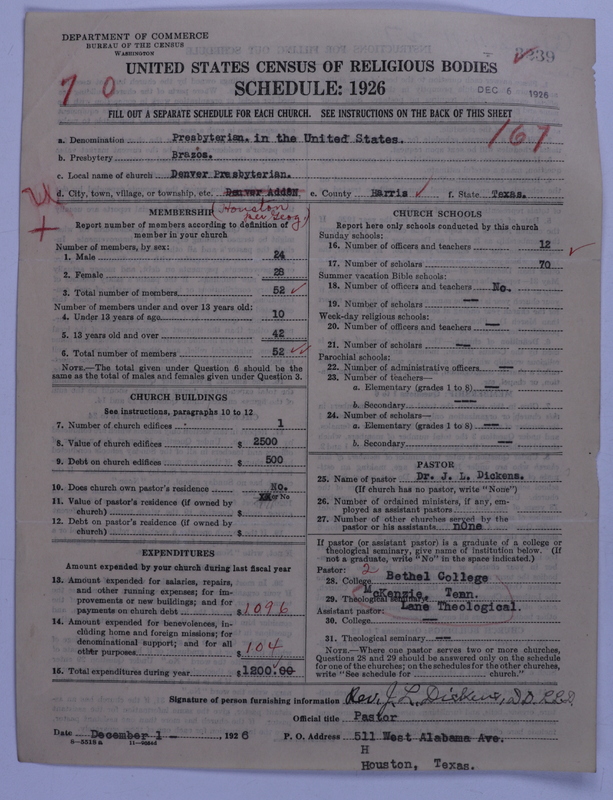 DEPARTMENT OF COMMERCE
BUREAU OF THE CENSUS
WASHINGTON
3239
UNITED STATES CENSUS OF RELIGIOUS BODIES
SCHEDULE: 1926
DEC 6 1926
7 0
FILL OUT A SEPARATE SCHEDULE FOR EACH CHURCH. SEE INSTRUCTIONS ON THE BACK OF THIS SHEET
167
a. Denomination Presbyterian. in the United States.
b. Presbytery Brazos.
c. Local name of church Denver Presbyterian.
d. City, town, village, or township, etc. Denver Addôn e. County Harris f. State Texas.
(Houston per Geog)
MEMBERSHIP
Report number of members according to definition of member in your church
Number of members, by sex:
1. Male 24
2. Female 28
3. Total number of members 52
Number of members under and over 13 years old:
4. Under 13 years of age 10
5. 13 years old and over 42
6. Total number of members 52
NOTE.—The total given under Question 6 should be same as the total of males and females given under Question 3.
CHURCH BUILDINGS
See instructions, paragraphs 10 to 12
7. Number of church edifices 1
8. Value of church edifices $ 2500
9. Debt on church edifices $ 500
10. Does church own pastor's residence No.
or No
11. Value of pastor's residence (if owned by church) $
12. Debt on pastor's residence (if owned by church) $
EXPENDITURES
Amount expended by your church during last fiscal year
13. Amount expended for salaries, repairs, and other running expenses; for improvements or new buildings; and for payments on church debt $ 1096
14. Amount expended for benevolences, including home and foreign missions; for denominational support; and for all other purposes $ 104
15. Total expenditures during year $ 1200.00
CHURCH SCHOOLS
Report here only schools conducted by this church
Sunday schools:
16. Number of officers and teachers 12
17. Number of scholars 70
Summer vacation Bible schools:
18. Number of officers and teachers No.
19. Number of scholars —
Week-day religious schools:
20. Number of officers and teachers —
21. Number of scholars —
Parochial schools:
22. Number of administrative officers —
23. Number of teachers—
a. Elementary (grades 1 to 8) —
b. Secondary —
24. Number of scholars—
a. Elementary (grades 1 to 8) —
b. Secondary —
PASTOR
25. Name of pastor Dr. J. L. Dickens.
(If church has no pastor, write "None")
26. Number of ordained ministers, if any, employed as assistant pastors
27. Number of other churches served by the pastor or his assistants none
If pastor (or assistant pastor) is a graduate of a college or theological seminary, give name of institution below. (If not a graduate, write "No" in the space indicated.)
Pastor: 2
28. College Bethel College
McKenzie, Tenn.
29. Theological seminary Lane Theological.
Assistant pastor:
30. College —
31. Theological seminary —
NOTE.—Where one pastor serves two or more churches, Questions 28 and 29 should be answered only on the schedule for one of the churches; on the schedules for the other churches, write "See schedule for church."
Signature of person furnishing information Rev. J. L. Dickens, D.D. LL.D.
Official title Pastor
Date December 1 — , 1926 P. O. Address 511 West Alabama Ave.
8—5518 a
H
Houston, Texas.